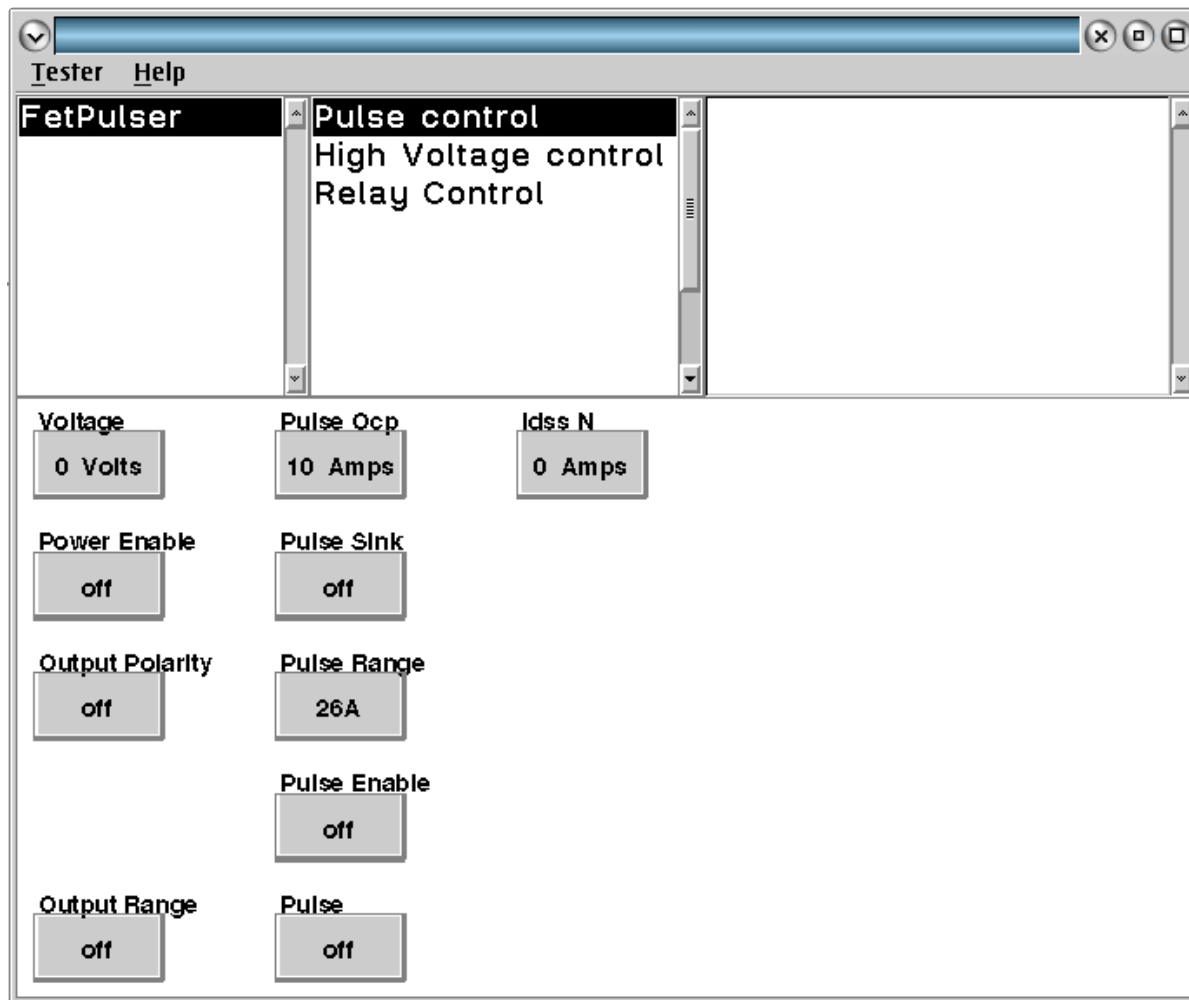 Tester Help
FetPulser
Pulse control
High Voltage control
Relay Control
Voltage Pulse Ocp Idss N
0 Volts 10 Amps 0 Amps
Power Enable Pulse Sink
off off
Output Polarity Pulse Range
off 26A
Pulse Enable
off
Output Range Pulse
off off